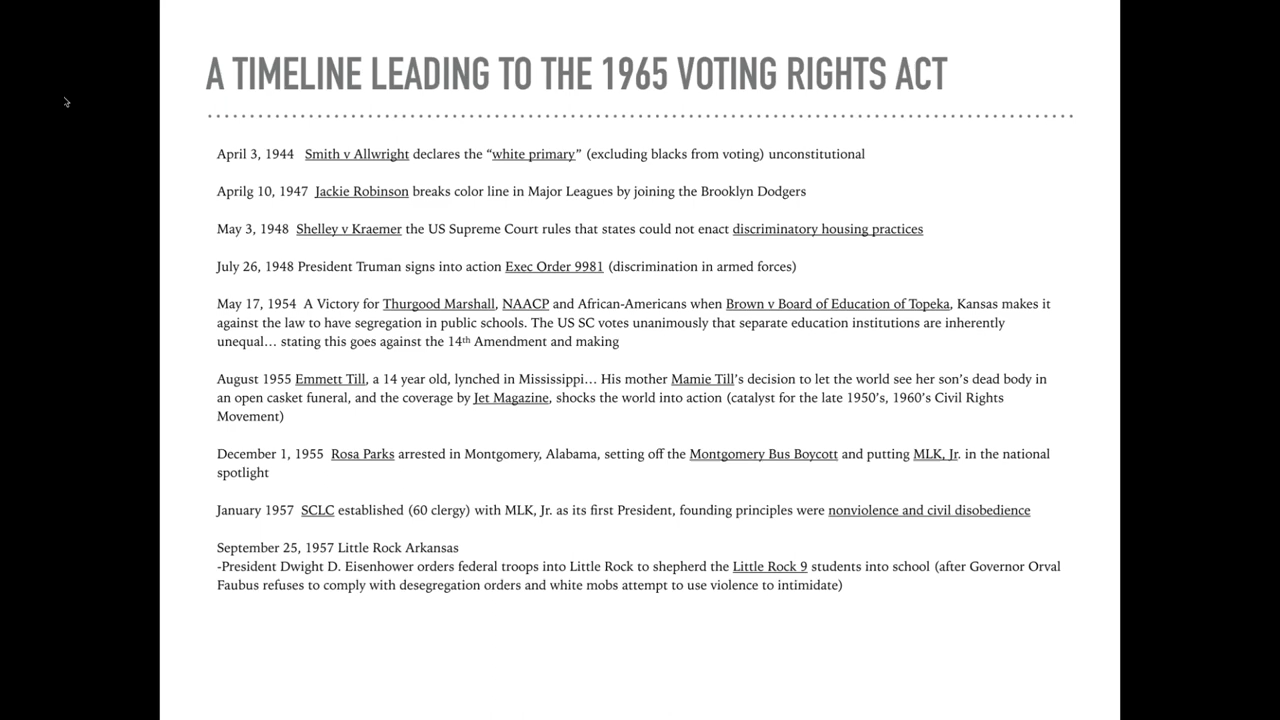 A TIMELINE LEADING TO THE 1965 VOTING RIGHTS ACT
April 3, 1944 Smith v Allwright declares the “white primary” (excluding blacks from voting) unconstitutional
Aprilg 10, 1947 Jackie Robinson breaks color line in Major Leagues by joining the Brooklyn Dodgers
May 3, 1948 Shelley v Kraemer the US Supreme Court rules that states could not enact discriminatory housing practices
July 26, 1948 President Truman signs into action Exec Order 9981 (discrimination in armed forces)
May 17, 1954 A Victory for Thurgood Marshall, NAACP and African-Americans when Brown v Board of Education of Topeka, Kansas makes it
against the law to have segregation in public schools. The US SC votes unanimously that separate education institutions are inherently
unequal… stating this goes against the 14th Amendment and making
August 1955 Emmett Till, a 14 year old, lynched in Mississippi… His mother Mamie Till’s decision to let the world see her son’s dead body in
an open casket funeral, and the coverage by Jet Magazine, shocks the world into action (catalyst for the late 1950’s, 1960’s Civil Rights
Movement)
December 1, 1955 Rosa Parks arrested in Montgomery, Alabama, setting off the Montgomery Bus Boycott and putting MLK, Jr. in the national
spotlight
January 1957 SCLC established (60 clergy) with MLK, Jr. as its first President, founding principles were nonviolence and civil disobedience
September 25, 1957 Little Rock Arkansas
-President Dwight D. Eisenhower orders federal troops into Little Rock to shepherd the Little Rock 9 students into school (after Governor Orval
Faubus refuses to comply with desegregation orders and white mobs attempt to use violence to intimidate)